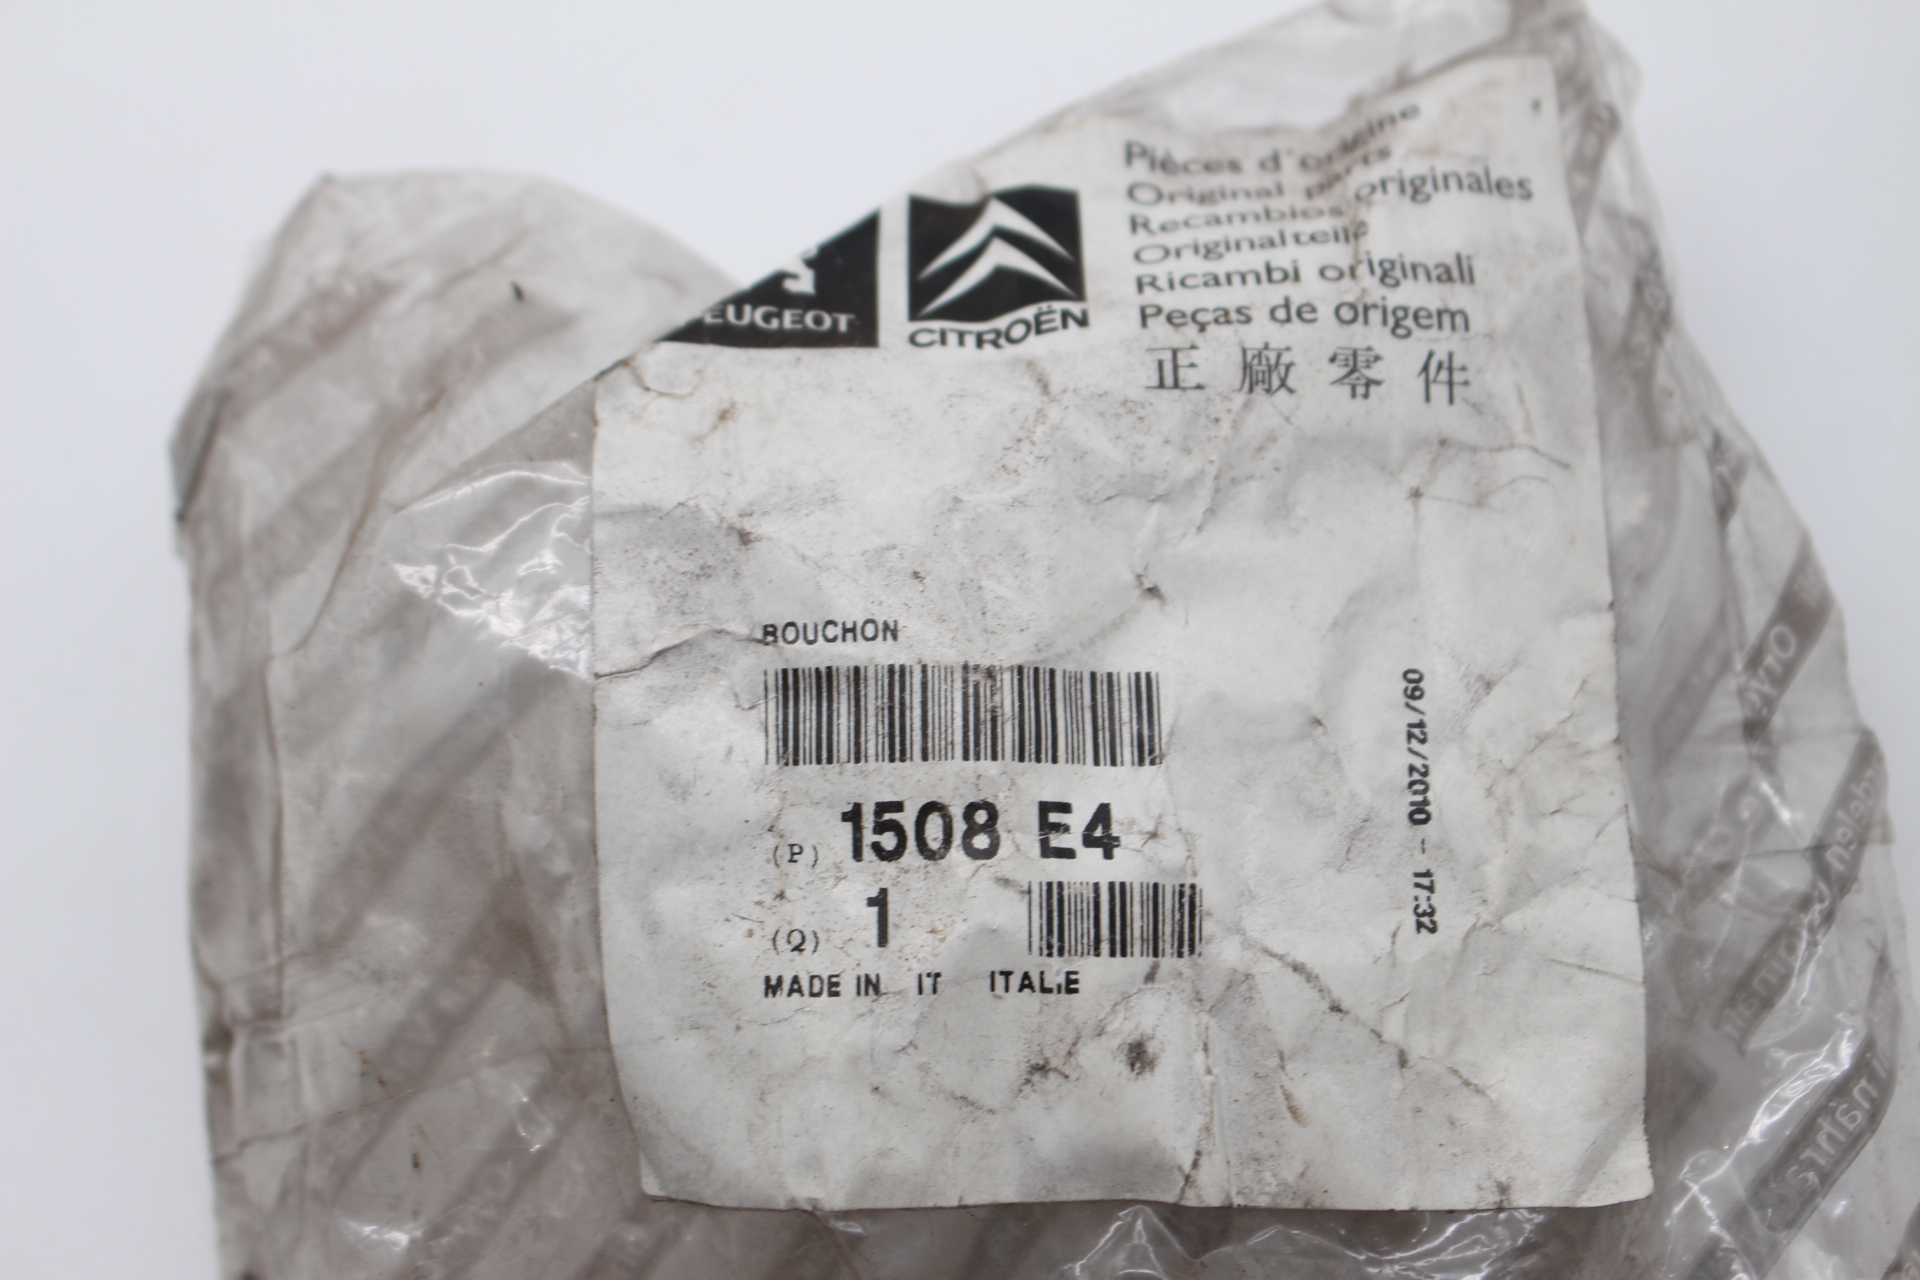 EUGEOT
CITROËN
Pièces d'origine
Original parts
Recambios originales
Originalteile
Ricambi originali
Peças de origem
正廠零件
BOUCHON
(P) 1508 E4
(Q) 1
MADE IN IT ITALIE
09/12/2010 - 17:32